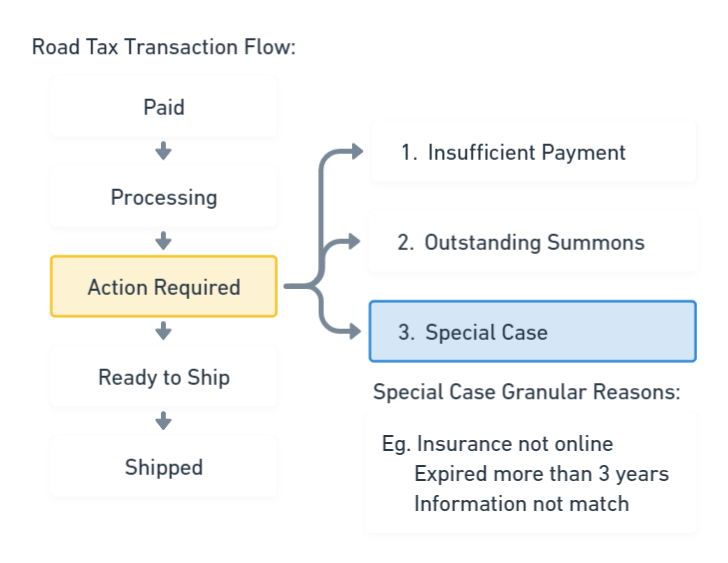 Road Tax Transaction Flow:
Paid
Processing
Action Required
Ready to Ship
Shipped
1. Insufficient Payment
2. Outstanding Summons
3. Special Case
Special Case Granular Reasons:
Eg. Insurance not online
Expired more than 3 years
Information not match